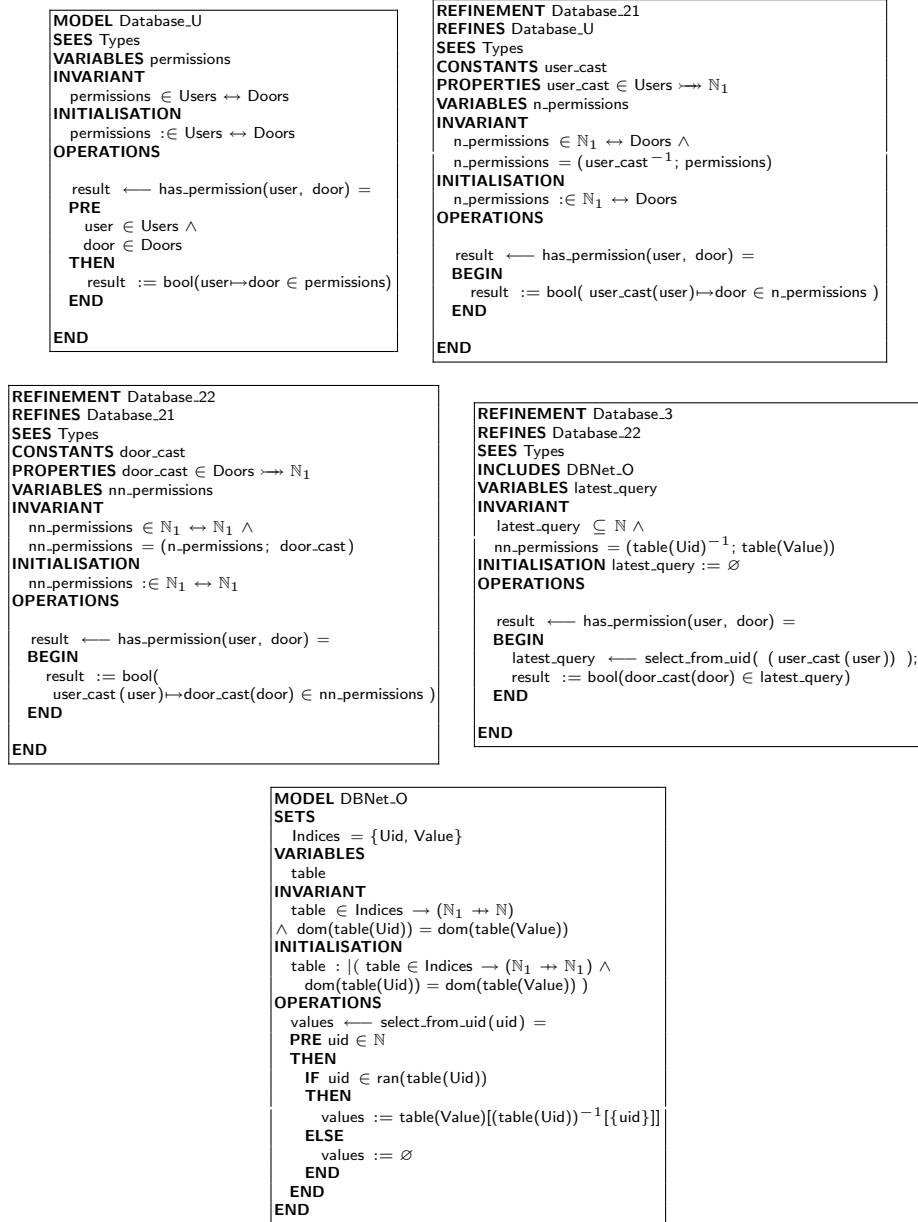 MODEL Database_U
SEES Types
VARIABLES permissions
INVARIANT
permissions ∈ Users ↔ Doors
INITIALISATION
permissions :∈ Users ↔ Doors
OPERATIONS
result ←− has_permission(user, door) =
PRE
user ∈ Users ∧
door ∈ Doors
THEN
result := bool(user↦door ∈ permissions)
END
END
REFINEMENT Database_21
REFINES Database_U
SEES Types
CONSTANTS user_cast
PROPERTIES user_cast ∈ Users ⤖ ℕ₁
VARIABLES n_permissions
INVARIANT
n_permissions ∈ ℕ₁ ↔ Doors ∧
n_permissions = (user_cast⁻¹; permissions)
INITIALISATION
n_permissions :∈ ℕ₁ ↔ Doors
OPERATIONS
result ←− has_permission(user, door) =
BEGIN
result := bool( user_cast(user)↦door ∈ n_permissions )
END
END
REFINEMENT Database_22
REFINES Database_21
SEES Types
CONSTANTS door_cast
PROPERTIES door_cast ∈ Doors ⤖ ℕ₁
VARIABLES nn_permissions
INVARIANT
nn_permissions ∈ ℕ₁ ↔ ℕ₁ ∧
nn_permissions = (n_permissions; door_cast)
INITIALISATION
nn_permissions :∈ ℕ₁ ↔ ℕ₁
OPERATIONS
result ←− has_permission(user, door) =
BEGIN
result := bool(
user_cast(user)↦door_cast(door) ∈ nn_permissions )
END
END
REFINEMENT Database_3
REFINES Database_22
SEES Types
INCLUDES DBNet_O
VARIABLES latest_query
INVARIANT
latest_query ⊆ ℕ ∧
nn_permissions = (table(Uid)⁻¹; table(Value))
INITIALISATION latest_query := ∅
OPERATIONS
result ←− has_permission(user, door) =
BEGIN
latest_query ←− select_from_uid( ( user_cast (user)) );
result := bool(door_cast(door) ∈ latest_query)
END
END
MODEL DBNet_O
SETS
Indices = {Uid, Value}
VARIABLES
table
INVARIANT
table ∈ Indices → (ℕ₁ ⇸ ℕ)
∧ dom(table(Uid)) = dom(table(Value))
INITIALISATION
table : |( table ∈ Indices → (ℕ₁ ⇸ ℕ₁) ∧
dom(table(Uid)) = dom(table(Value)) )
OPERATIONS
values ←− select_from_uid(uid) =
PRE uid ∈ ℕ
THEN
IF uid ∈ ran(table(Uid))
THEN
values := table(Value)[(table(Uid))⁻¹[{uid}]]
ELSE
values := ∅
END
END
END